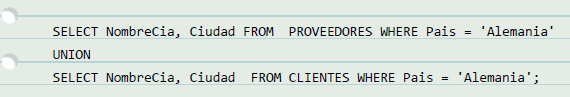 SELECT NombreCia, Ciudad FROM  PROVEEDORES WHERE Pais = 'Alemania'
UNION
SELECT NombreCia, Ciudad  FROM CLIENTES WHERE Pais = 'Alemania';